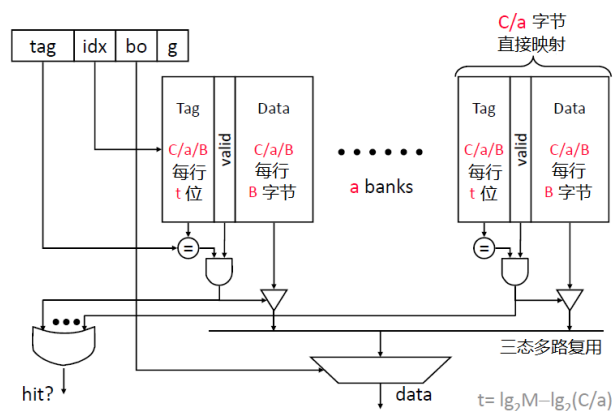 C/a 字节
直接映射
tag idx bo g
Tag
valid
Data
C/a/B
每行
t 位
C/a/B
每行
B 字节
••••••
a banks
Tag
valid
Data
C/a/B
每行
t 位
C/a/B
每行
B 字节
=
=
•••
三态多路复用
hit?
data
t= lg₂M–lg₂(C/a)